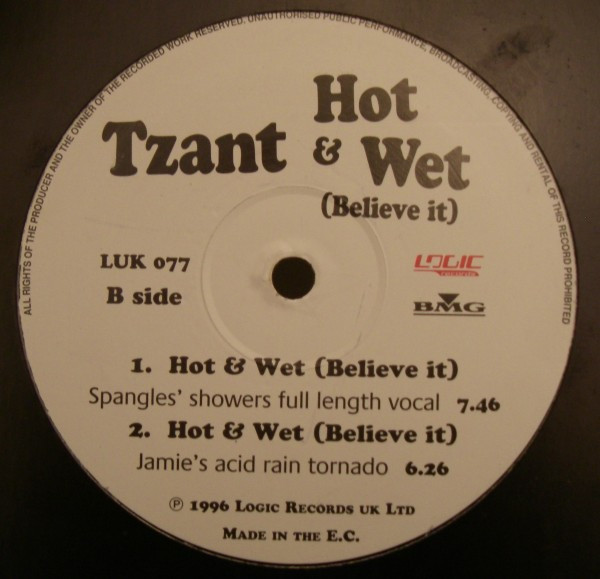 ALL RIGHTS OF THE PRODUCER AND THE OWNER OF THE RECORDED WORK RESERVED. UNAUTHORISED PUBLIC PERFORMANCE, BROADCASTING, COPYING AND RENTAL OF THIS RECORD PROHIBITED
Tzant Hot & Wet
(Believe it)
LUK 077
B side
LOGIC
records
BMG
1. Hot & Wet (Believe it)
Spangles' showers full length vocal 7.46
2. Hot & Wet (Believe it)
Jamie's acid rain tornado 6.26
℗ 1996 LOGIC RECORDS UK LTD
MADE IN THE E.C.